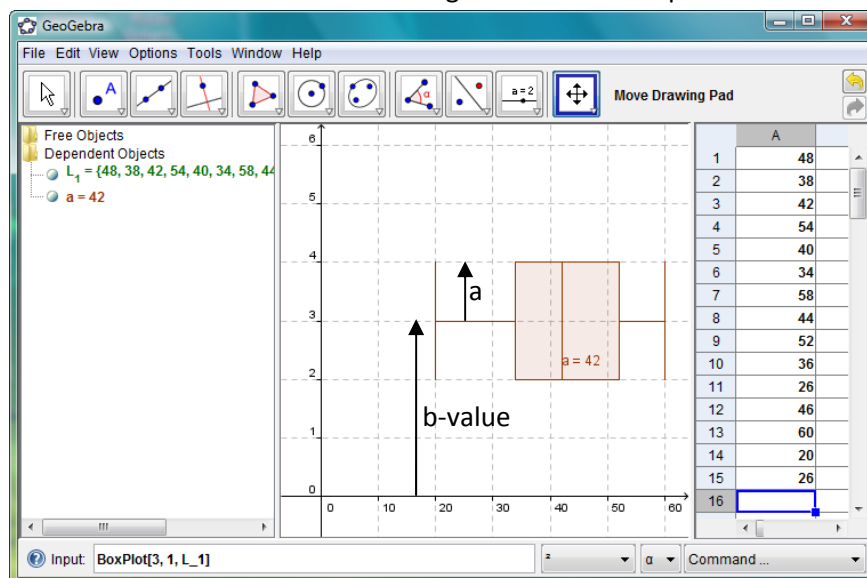 GeoGebra
File Edit View Options Tools Window Help
A
α
a=2
Move Drawing Pad
Free Objects
Dependent Objects
L1 = {48, 38, 42, 54, 40, 34, 58, 44
a = 42
6
5
4
3
2
1
0
0 10 20 30 40 50 60
a
a = 42
b-value
A
1 48
2 38
3 42
4 54
5 40
6 34
7 58
8 44
9 52
10 36
11 26
12 46
13 60
14 20
15 26
16
Input: BoxPlot[3, 1, L_1]
² α Command ...